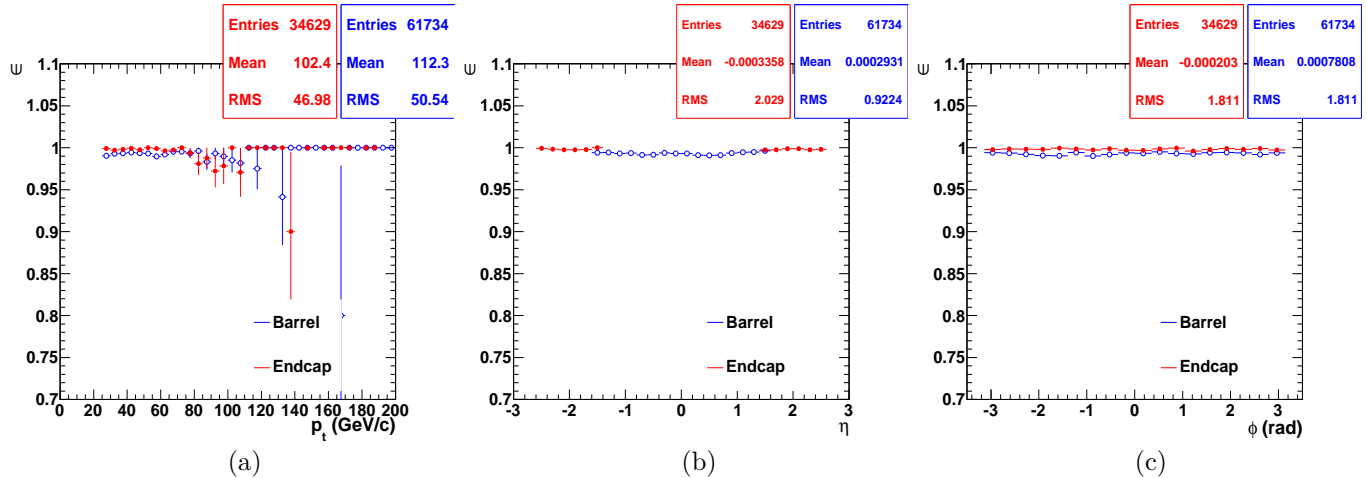 Entries 34629
Mean 102.4
RMS 46.98
Entries 61734
Mean 112.3
RMS 50.54
∈
1.1
1.05
1
0.95
0.9
0.85
0.8
0.75
0.7
Barrel
Endcap
0 20 40 60 80 100 120 140 160 180 200
p_t (GeV/c)
(a)
Entries 34629
Mean -0.0003358
RMS 2.029
Entries 61734
Mean 0.0002931
RMS 0.9224
∈
1.1
1.05
1
0.95
0.9
0.85
0.8
0.75
0.7
Barrel
Endcap
-3 -2 -1 0 1 2 3
η
(b)
Entries 34629
Mean -0.000203
RMS 1.811
Entries 61734
Mean 0.0007808
RMS 1.811
∈
1.1
1.05
1
0.95
0.9
0.85
0.8
0.75
0.7
Barrel
Endcap
-3 -2 -1 0 1 2 3
ϕ (rad)
(c)